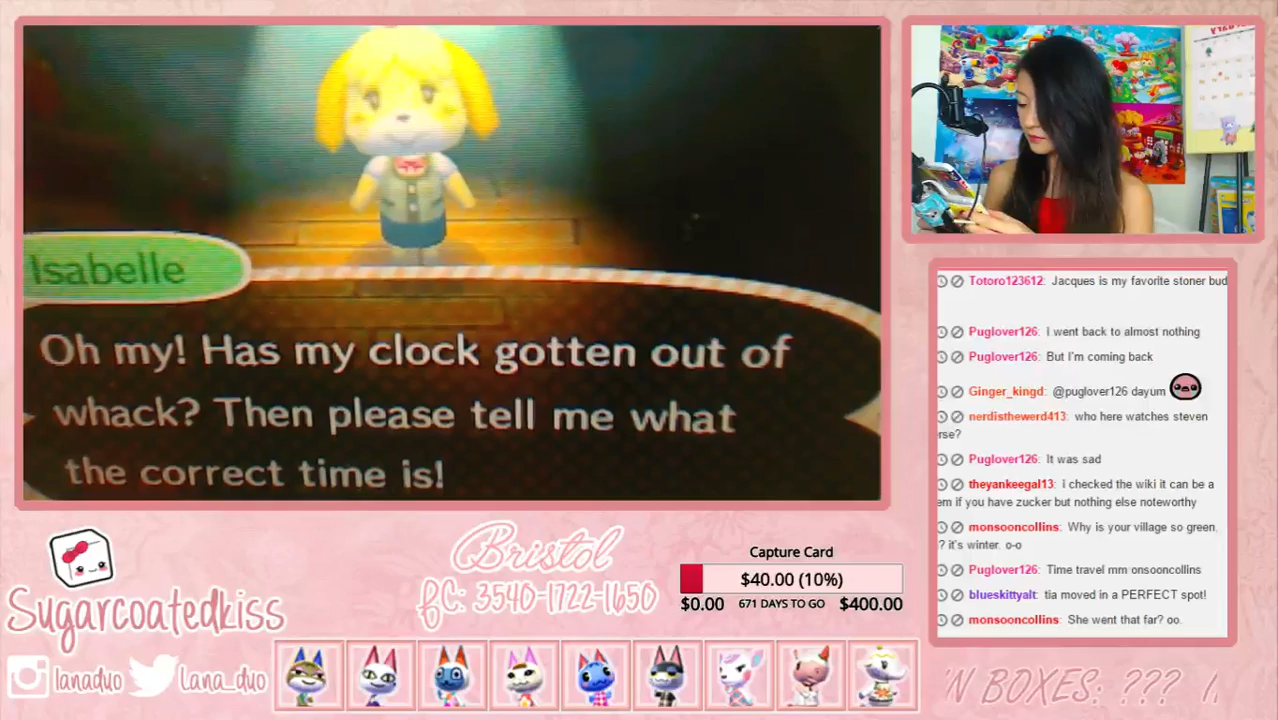 Isabelle
Oh my! Has my clock gotten out of
whack? Then please tell me what
the correct time is!
Totoro123612: Jacques is my favorite stoner bud
Puglover126: I went back to almost nothing
Puglover126: But I'm coming back
Ginger_kingd: @puglover126 dayum
nerdisthewerd413: who here watches steven
rse?
Puglover126: It was sad
theyankeegal13: I checked the wiki it can be a
em if you have zucker but nothing else noteworthy
monsooncollins: Why is your village so green.
? it's winter. o-o
Puglover126: Time travel mm onsooncollins
blueskittyalt: tia moved in a PERFECT spot!
monsooncollins: She went that far? oo.
Sugarcoatedkiss
lanaduo
Lana_duo
Bristol
FC: 3540-1722-1650
Capture Card
$40.00 (10%)
$0.00 671 DAYS TO GO $400.00
'N BOXES: ???